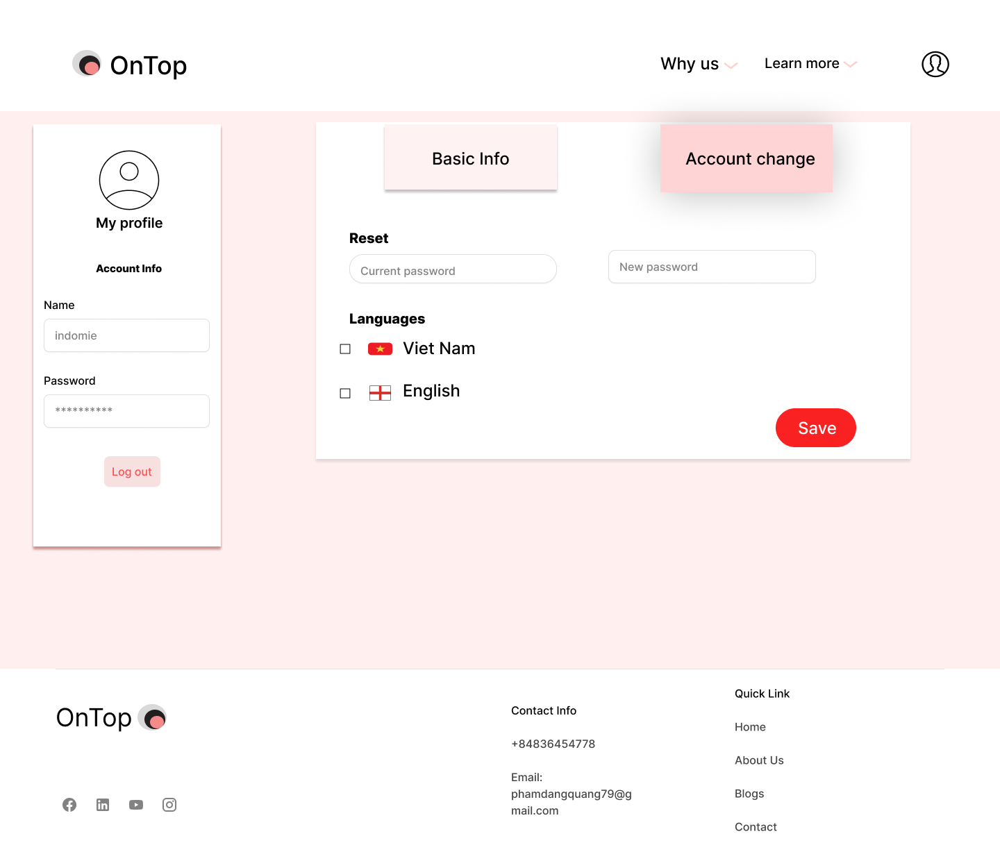 OnTop
Why us
Learn more
My profile
Account Info
Name
indomie
Password
**********
Log out
Basic Info
Account change
Reset
Current password
New password
Languages
Viet Nam
English
Save
OnTop
Contact Info
+84836454778
Email:
phamdangquang79@g
mail.com
Quick Link
Home
About Us
Blogs
Contact